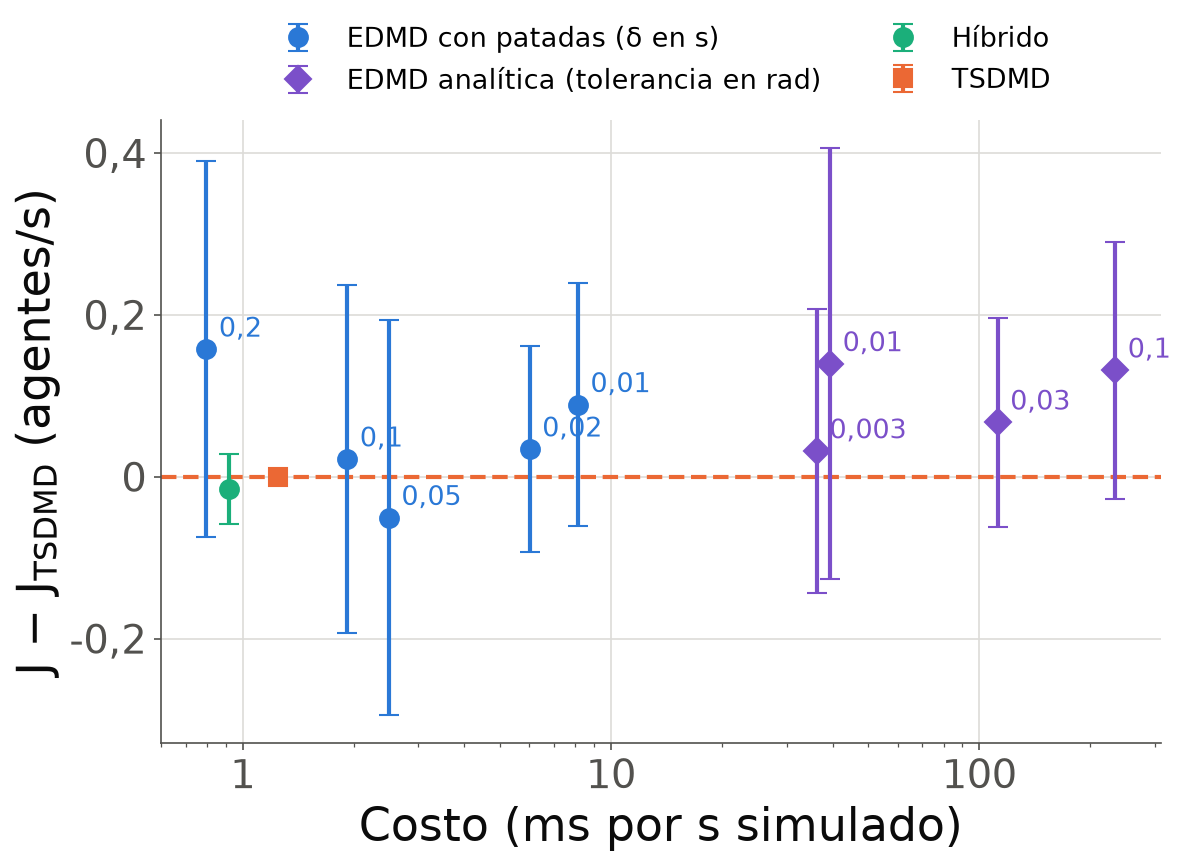 EDMD con patadas (δ en s)
EDMD analítica (tolerancia en rad)
Híbrido
TSDMD
J − J_TSDMD (agentes/s)
0,4
0,2
0
-0,2
0,2
0,1
0,05
0,02
0,01
0,01
0,003
0,03
0,1
1
10
100
Costo (ms por s simulado)